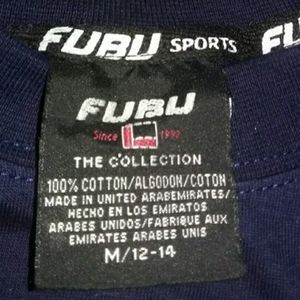 FUBU SPORTS FU
FUBU
Since 1992
THE COLLECTION
100% COTTON/ALGODON/COTON
MADE IN UNITED ARABEMIRATES/
HECHO EN LOS EMIRATOS
ARABES UNIDOS/FABRIQUE AUX
EMIRATES ARABES UNIS
M/12-14